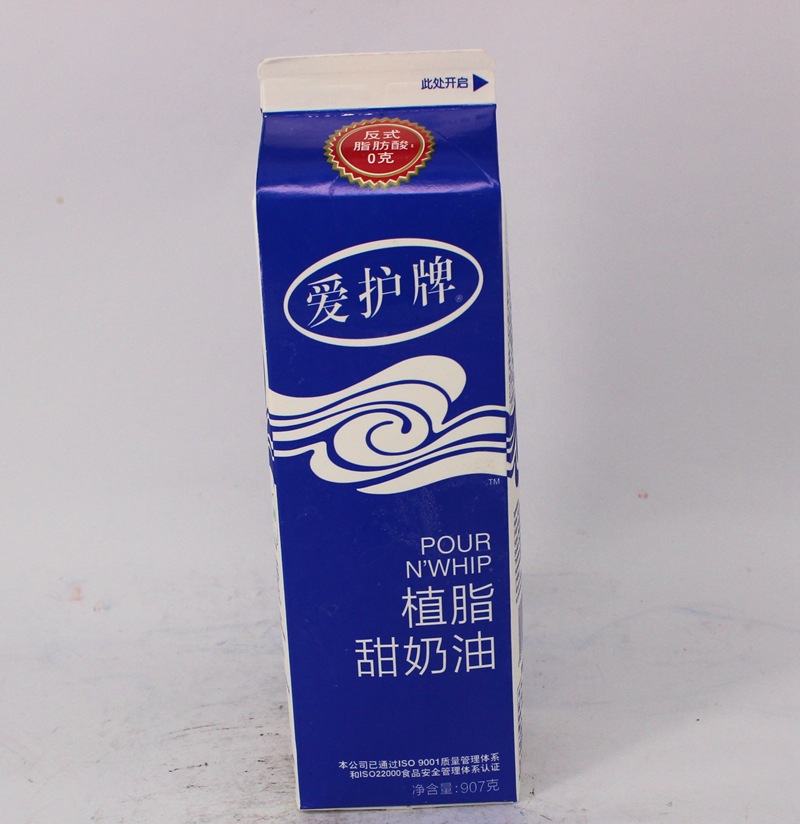 此处开启
反式
脂肪酸:
0克
爱护牌®
TM
POUR
N'WHIP
植脂
甜奶油
本公司已通过ISO 9001质量管理体系
和ISO22000食品安全管理体系认证
净含量:907克